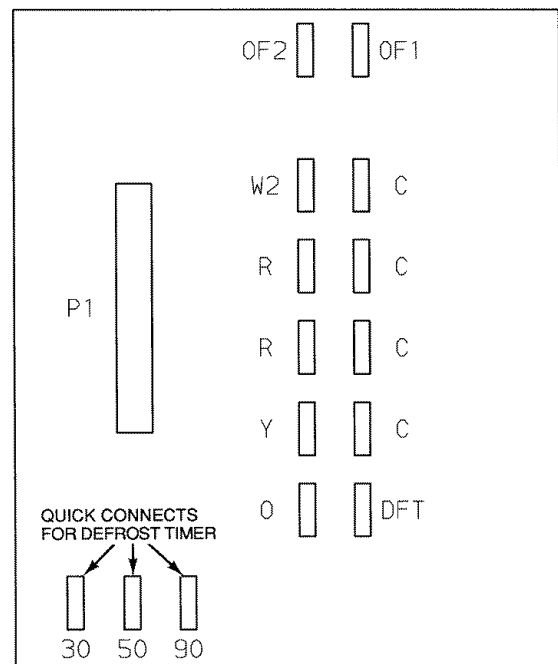 OF2 OF1
W2 C
R C
P1
R C
Y C
O DFT
QUICK CONNECTS
FOR DEFROST TIMER
30 50 90